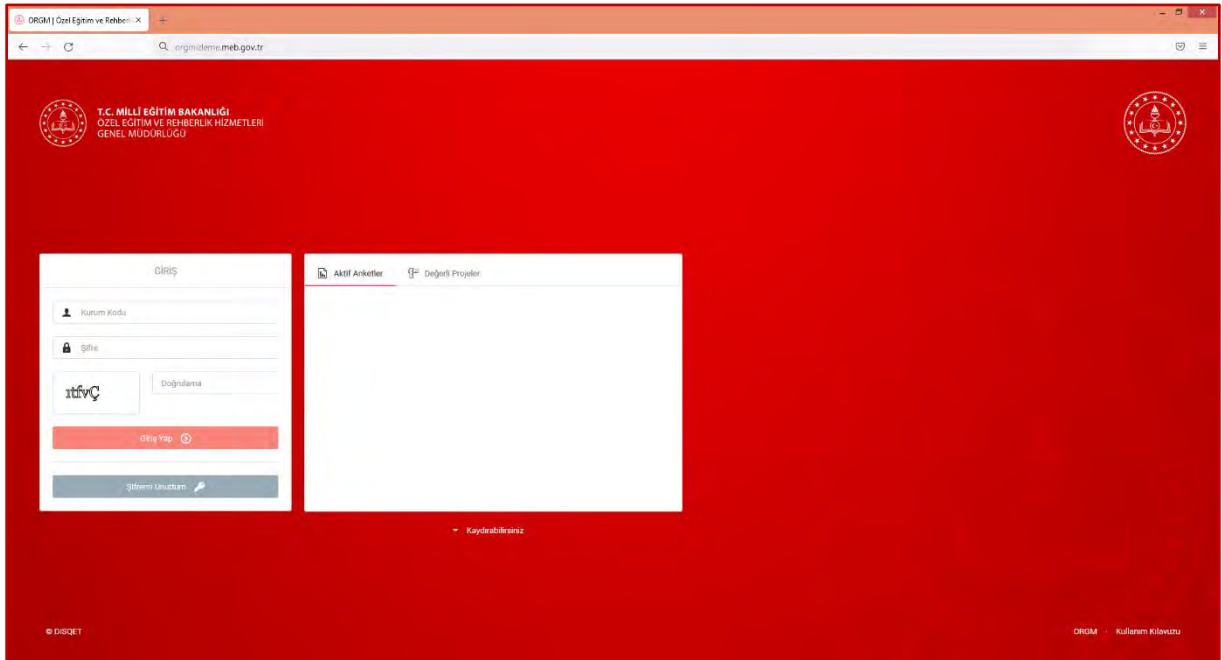 ORGM | Özel Eğitim ve Rehberl
orgmizleme.meb.gov.tr
T.C. MİLLÎ EĞİTİM BAKANLIĞI
ÖZEL EĞİTİM VE REHBERLİK HİZMETLERİ
GENEL MÜDÜRLÜĞÜ
GİRİŞ
Kurum Kodu
Şifre
ıtfvÇ
Doğrulama
Giriş Yap
Şifremi Unuttum
Aktif Anketler
Değerli Projeler
Kaydırabilirsiniz
© DISQET
ORGM - Kullanım Kılavuzu